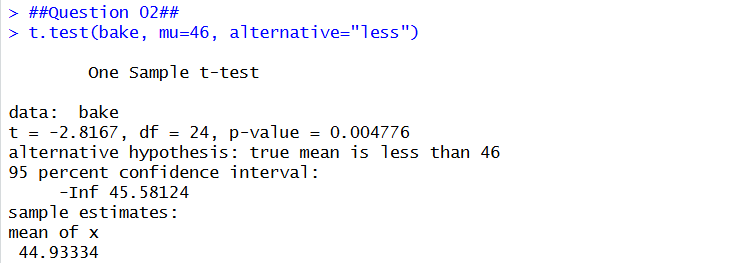 > ##Question 02##
> t.test(bake, mu=46, alternative="less")
One Sample t-test
data: bake
t = -2.8167, df = 24, p-value = 0.004776
alternative hypothesis: true mean is less than 46
95 percent confidence interval:
-Inf 45.58124
sample estimates:
mean of x
44.93334